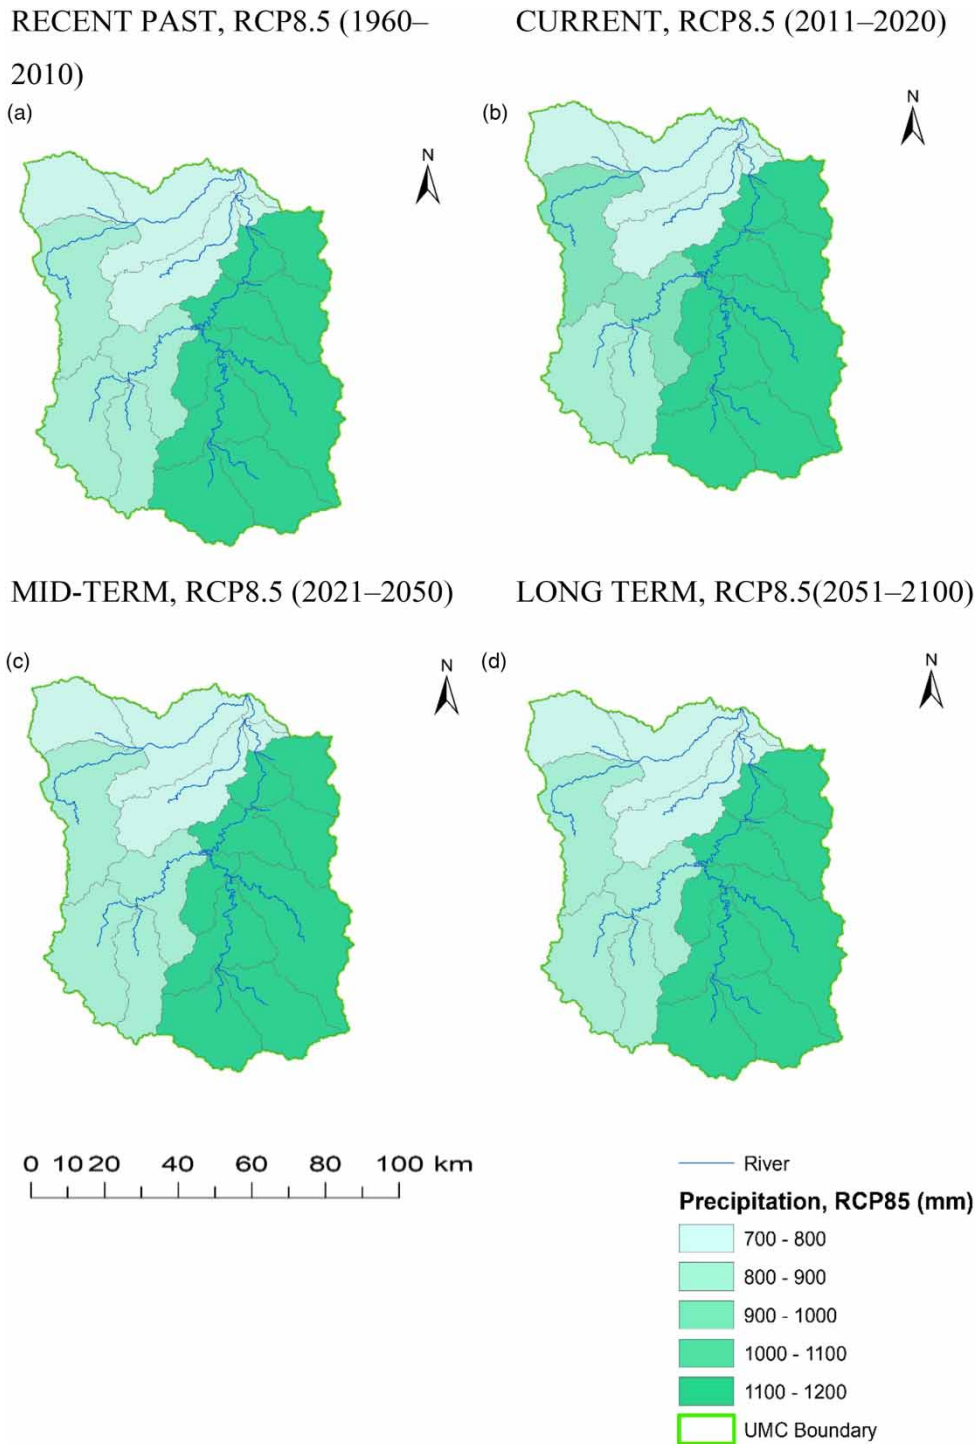 RECENT PAST, RCP8.5 (1960–
2010)
CURRENT, RCP8.5 (2011–2020)
(a)
N
(b)
N
MID-TERM, RCP8.5 (2021–2050)
LONG TERM, RCP8.5(2051–2100)
(c)
N
(d)
N
0 10 20 40 60 80 100 km
River
Precipitation, RCP85 (mm)
700 - 800
800 - 900
900 - 1000
1000 - 1100
1100 - 1200
UMC Boundary